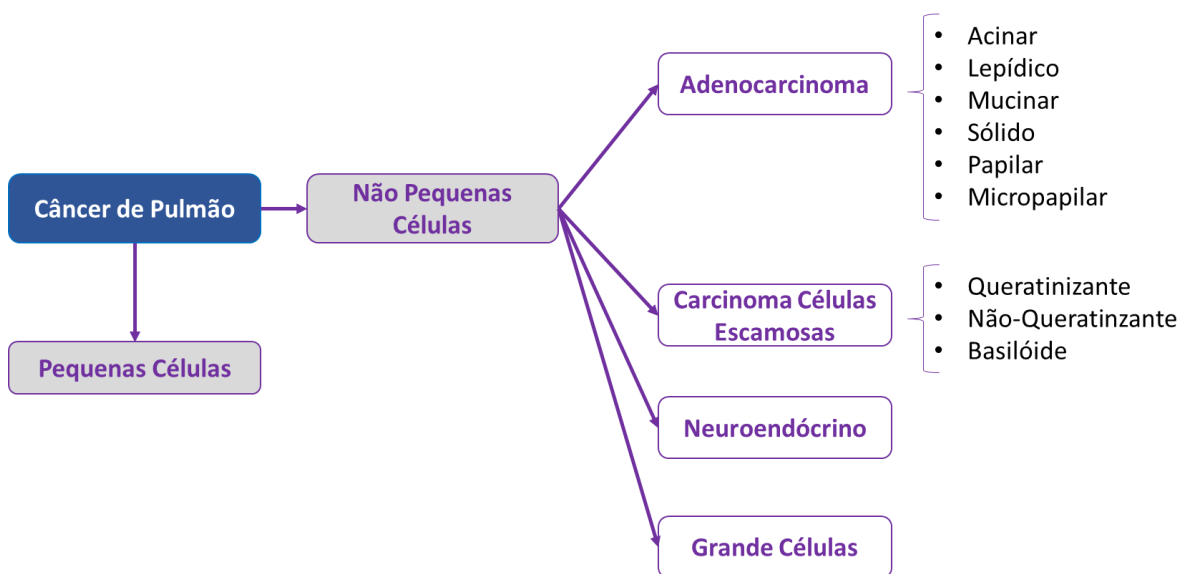 Câncer de Pulmão
Pequenas Células
Não Pequenas
Células
Adenocarcinoma
• Acinar
• Lepídico
• Mucinar
• Sólido
• Papilar
• Micropapilar
Carcinoma Células
Escamosas
• Queratinizante
• Não-Queratinzante
• Basilóide
Neuroendócrino
Grande Células